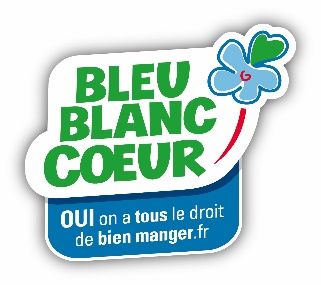 BLEU
BLANC
COEUR
OUI on a tous le droit
de bien manger.fr